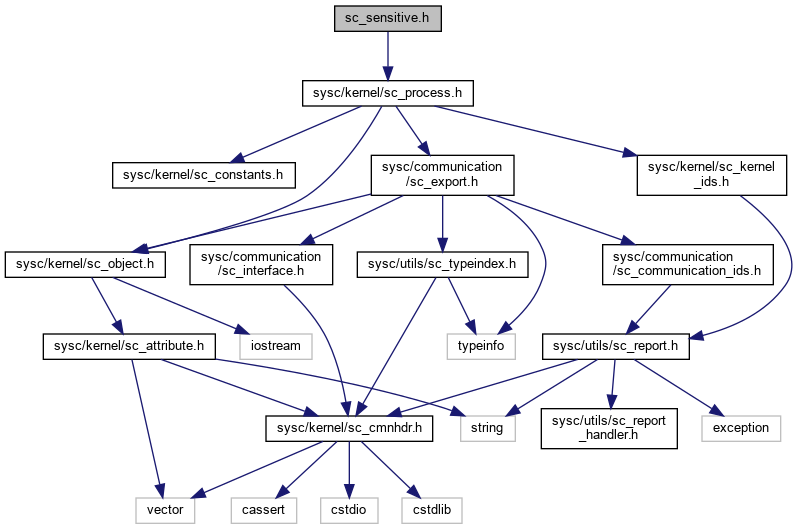 sc_sensitive.h
sysc/kernel/sc_process.h
sysc/kernel/sc_constants.h
sysc/communication
/sc_export.h
sysc/kernel/sc_kernel
_ids.h
sysc/kernel/sc_object.h
sysc/communication
/sc_interface.h
sysc/utils/sc_typeindex.h
sysc/communication
/sc_communication_ids.h
sysc/kernel/sc_attribute.h
iostream
typeinfo
sysc/utils/sc_report.h
sysc/kernel/sc_cmnhdr.h
string
sysc/utils/sc_report
_handler.h
exception
vector
cassert
cstdio
cstdlib